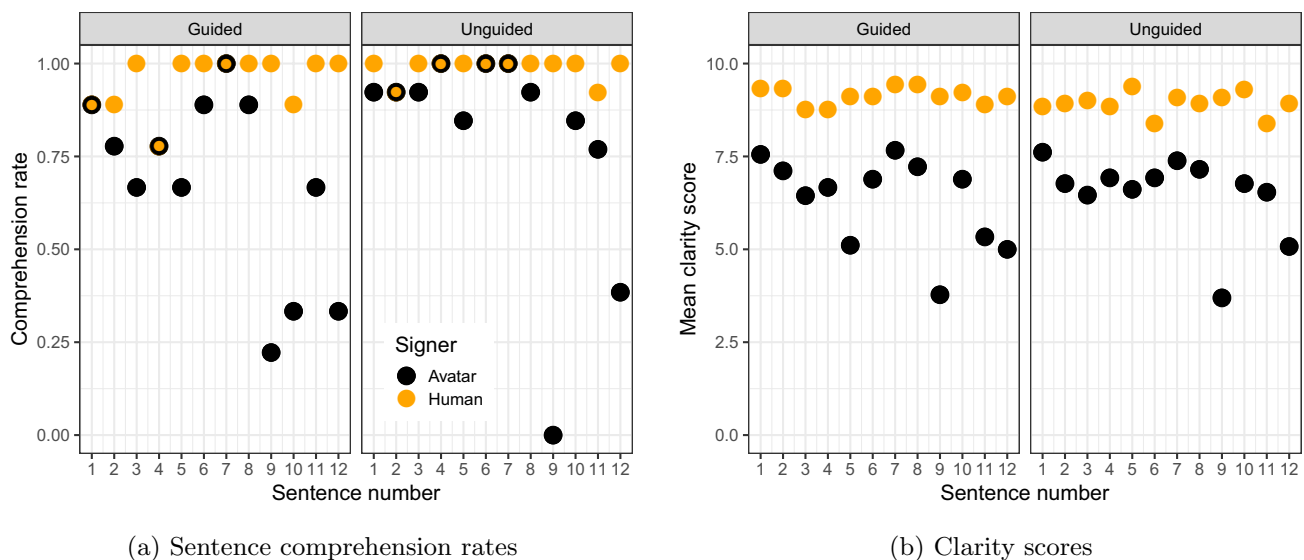 Guided
Unguided
Comprehension rate
1.00
0.75
0.50
0.25
0.00
Signer
Avatar
Human
1 2 3 4 5 6 7 8 9 10 11 12
1 2 3 4 5 6 7 8 9 10 11 12
Sentence number
(a) Sentence comprehension rates
Guided
Unguided
Mean clarity score
10.0
7.5
5.0
2.5
0.0
1 2 3 4 5 6 7 8 9 10 11 12
1 2 3 4 5 6 7 8 9 10 11 12
Sentence number
(b) Clarity scores